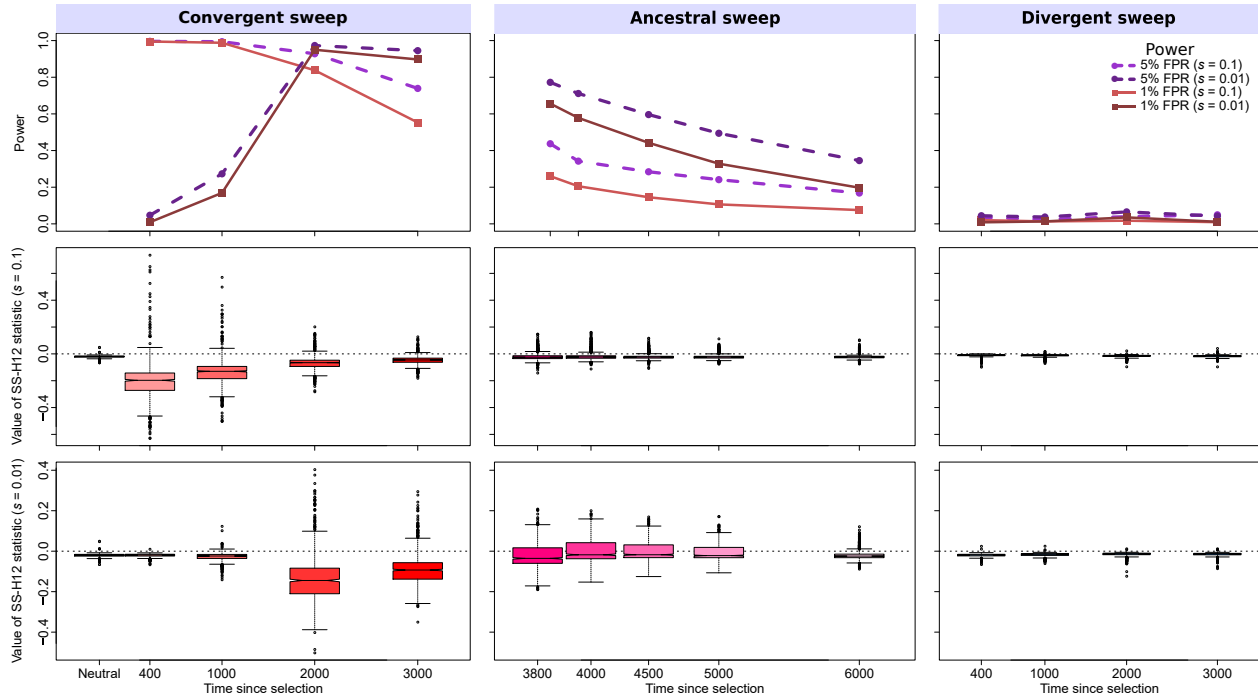 Convergent sweep
Ancestral sweep
Divergent sweep
Power
0.0
0.2
0.4
0.6
0.8
1.0
Power
5% FPR (s = 0.1)
5% FPR (s = 0.01)
1% FPR (s = 0.1)
1% FPR (s = 0.01)
Value of SS-H12 statistic (s = 0.1)
−0.4
0.0
0.4
Value of SS-H12 statistic (s = 0.01)
−0.4
−0.2
0.0
0.2
0.4
Neutral 400 1000 2000 3000
Time since selection
3800 4000 4500 5000 6000
Time since selection
400 1000 2000 3000
Time since selection